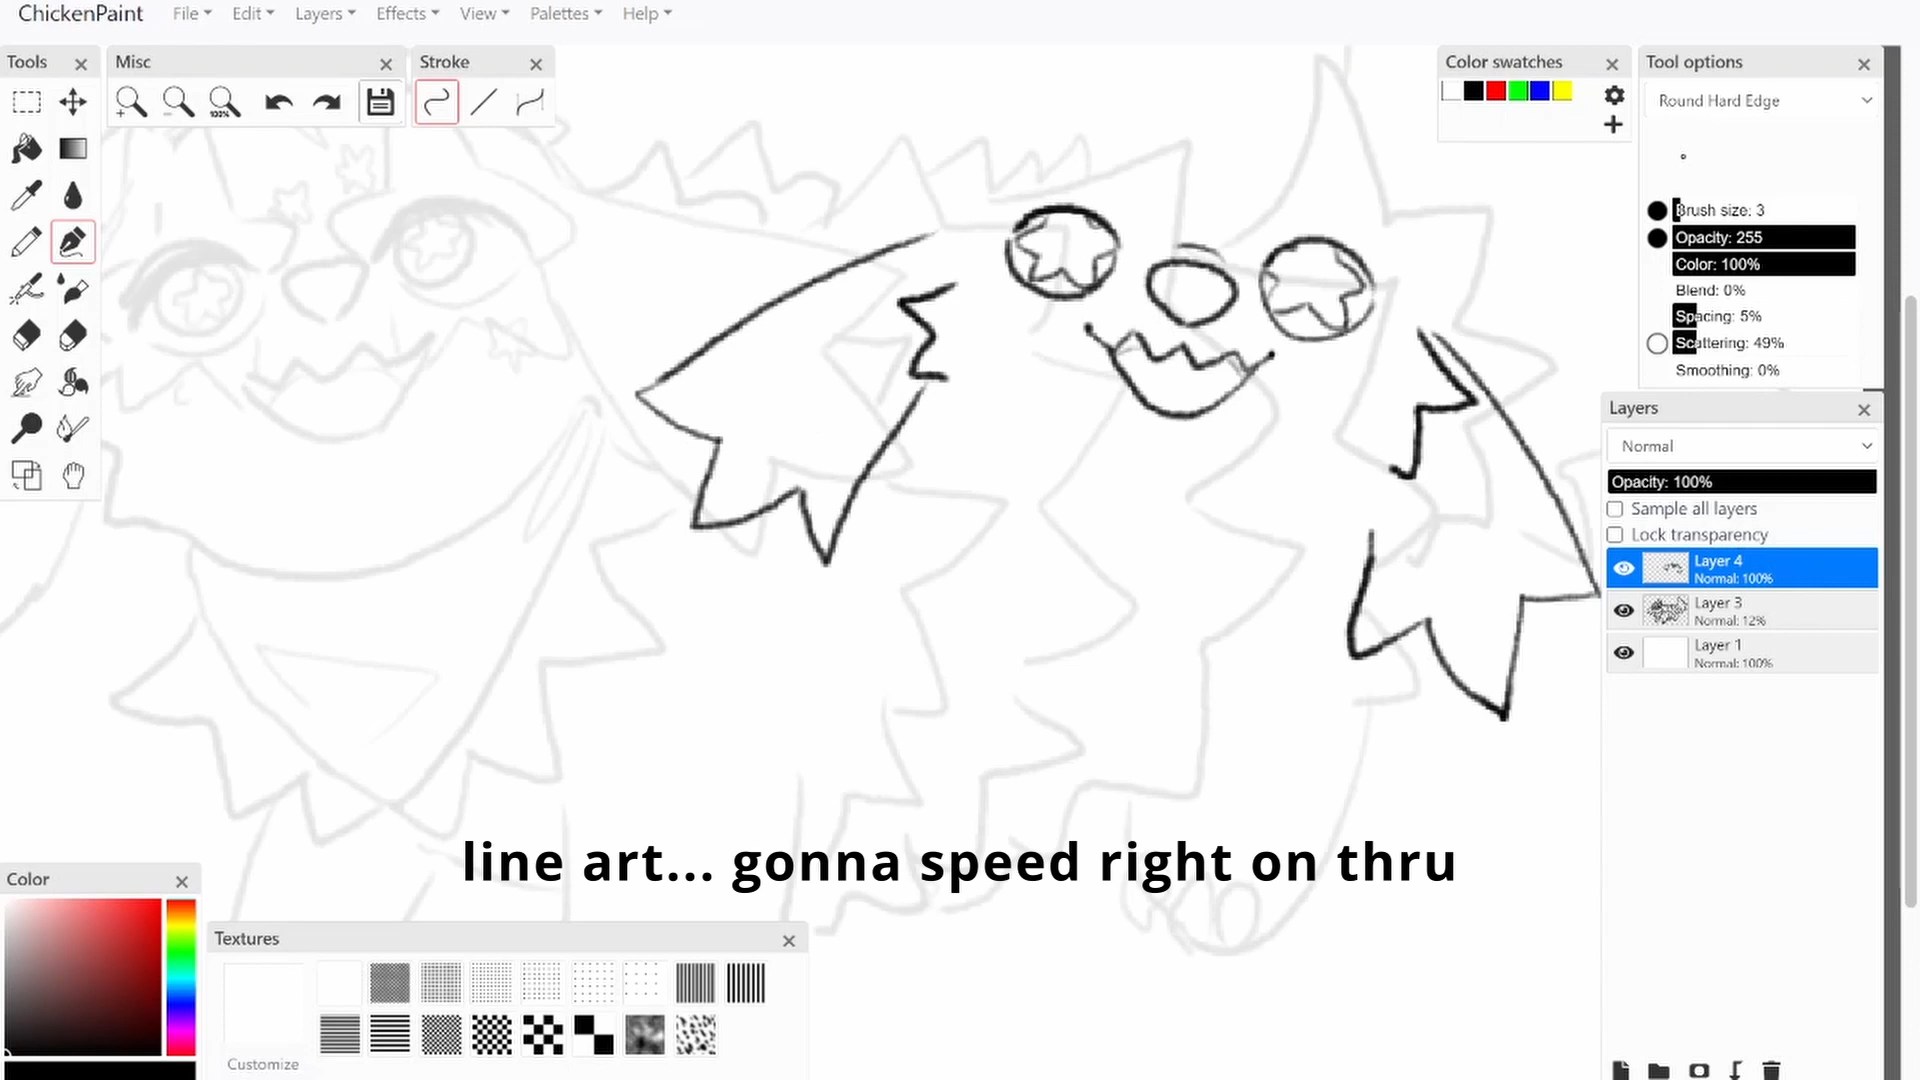 ChickenPaint File Edit Layers Effects View Palettes Help
Tools
Misc
Stroke
100%
Color swatches
Tool options
Round Hard Edge
Brush size: 3
Opacity: 255
Color: 100%
Blend: 0%
Spacing: 5%
Scattering: 49%
Smoothing: 0%
Layers
Normal
Opacity: 100%
Sample all layers
Lock transparency
Layer 4
Normal: 100%
Layer 3
Normal: 12%
Layer 1
Normal: 100%
line art... gonna speed right on thru
Color
Textures
Customize